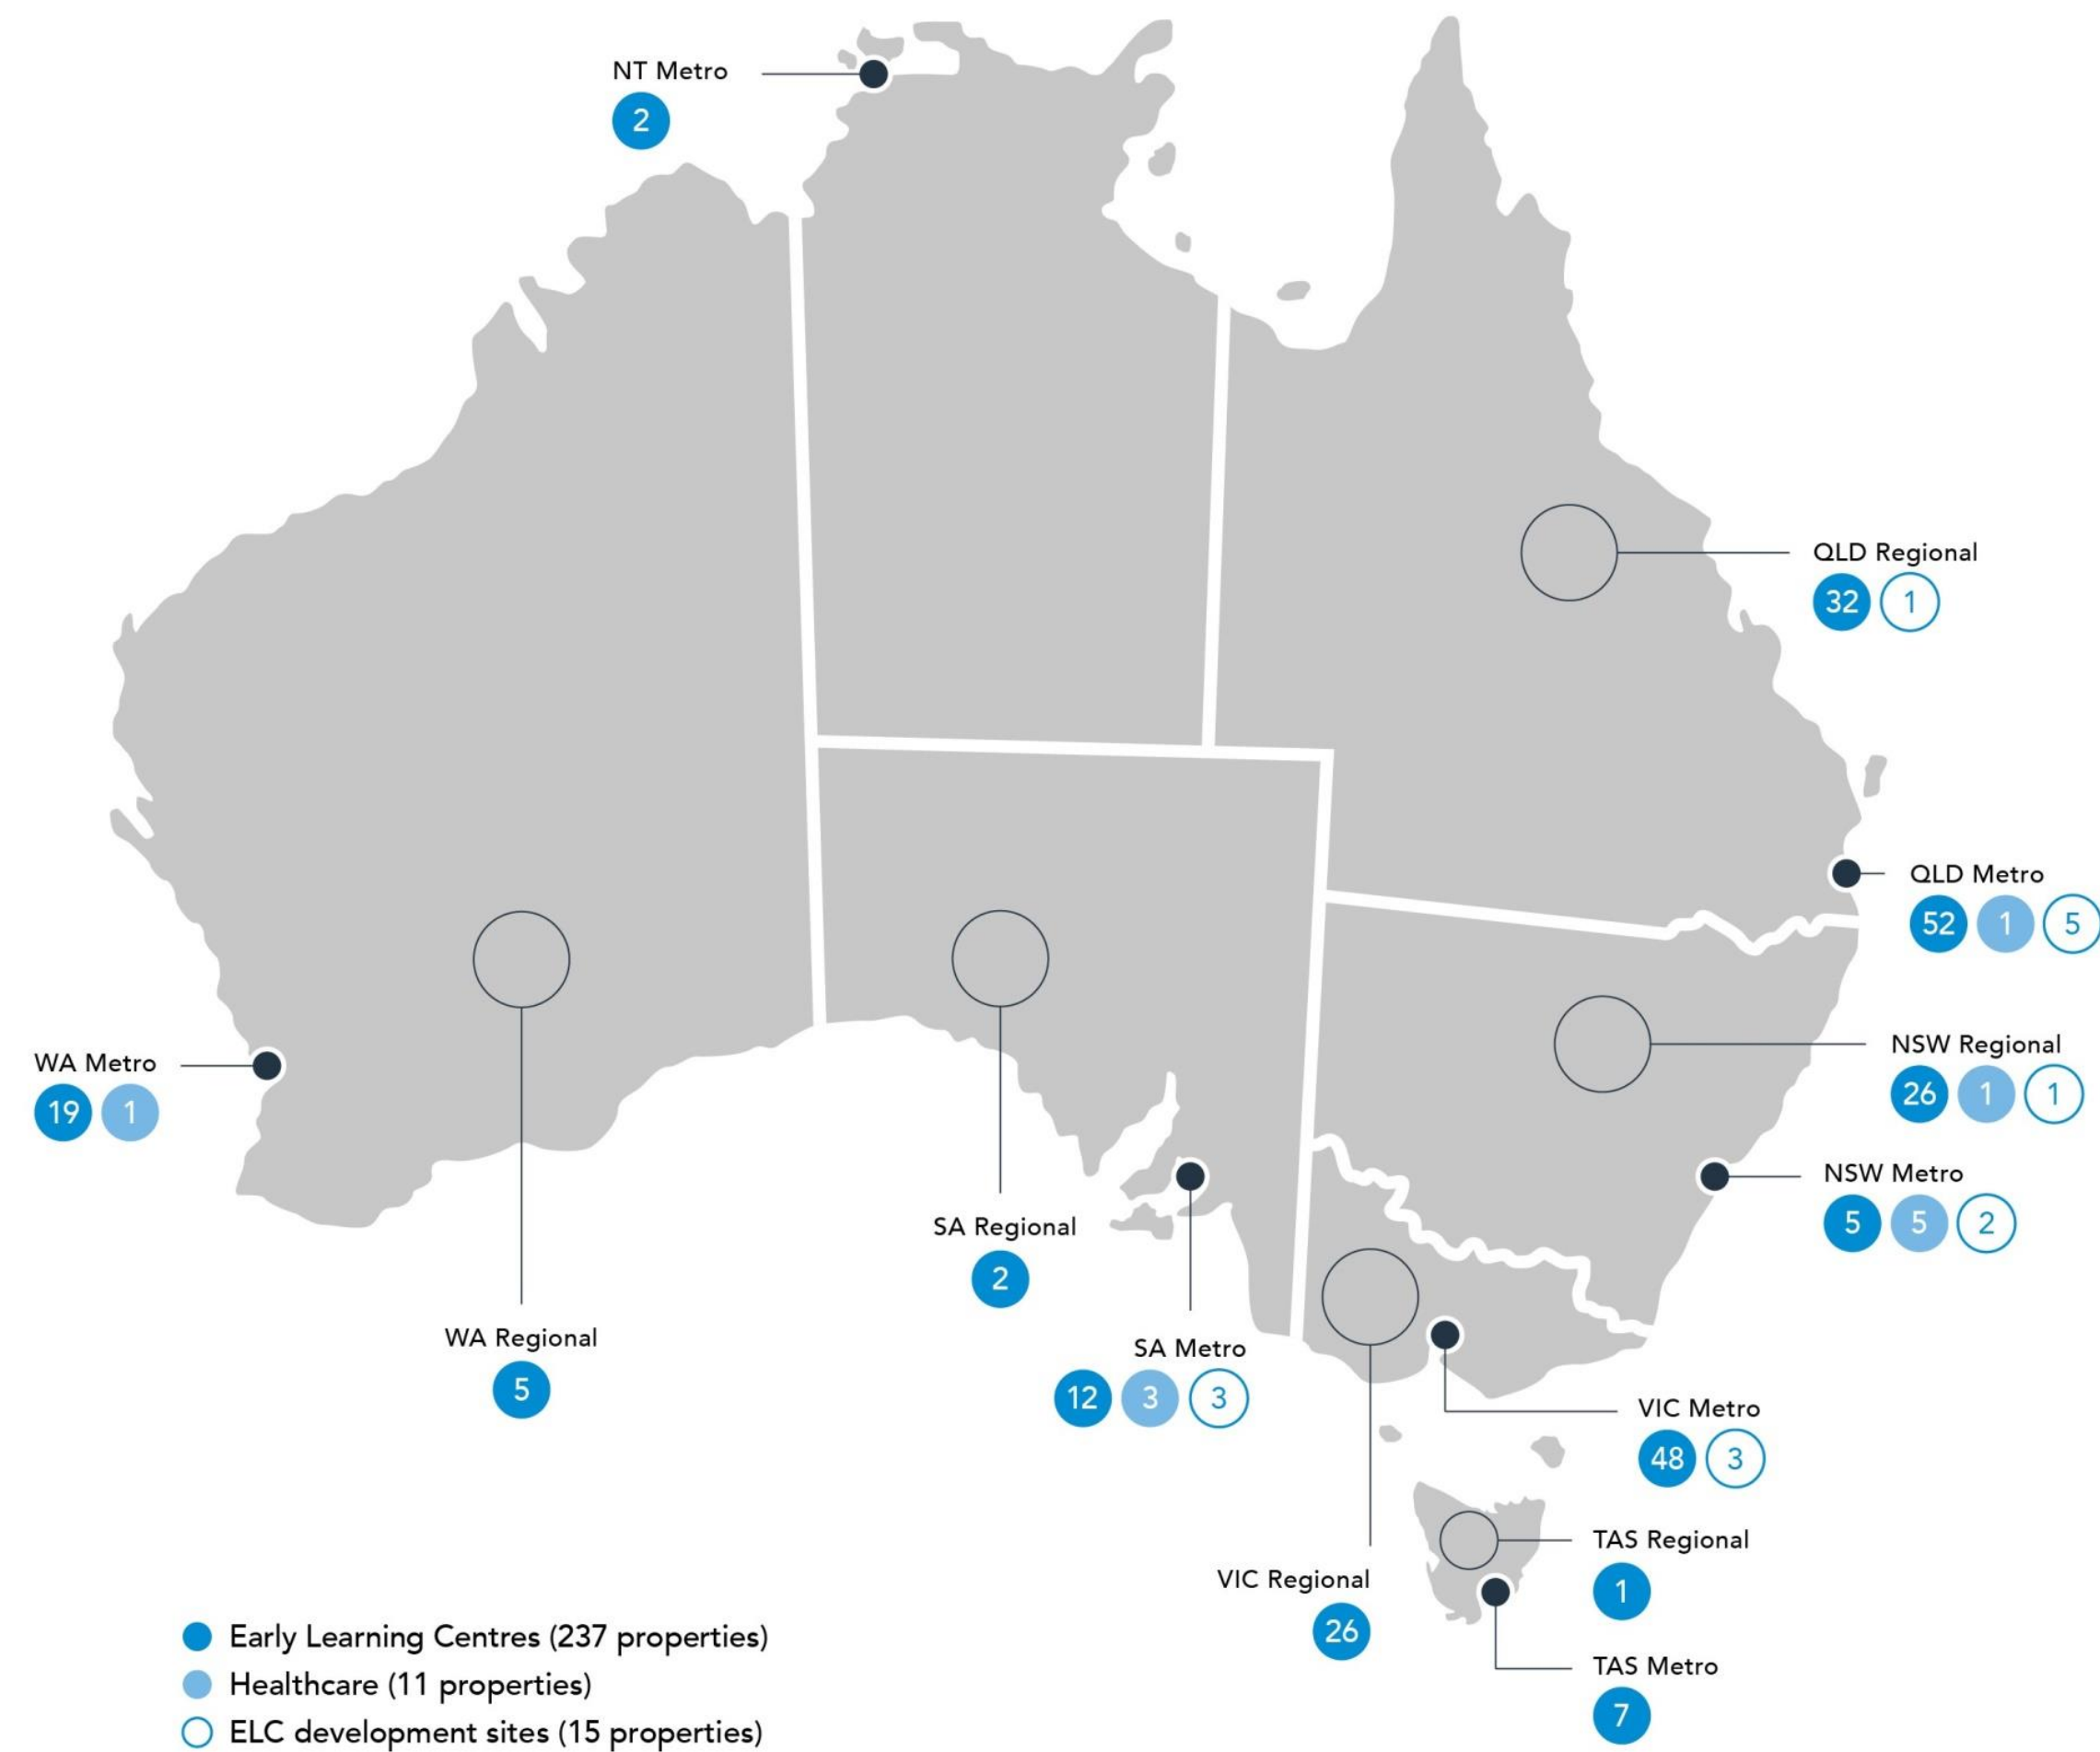 NT Metro
2
QLD Regional
32 1
QLD Metro
52 1 5
NSW Regional
26 1 1
WA Metro
19 1
NSW Metro
5 5 2
SA Regional
2
WA Regional
5
SA Metro
12 3 3
VIC Metro
48 3
TAS Regional
1
VIC Regional
26
TAS Metro
7
Early Learning Centres (237 properties)
Healthcare (11 properties)
ELC development sites (15 properties)